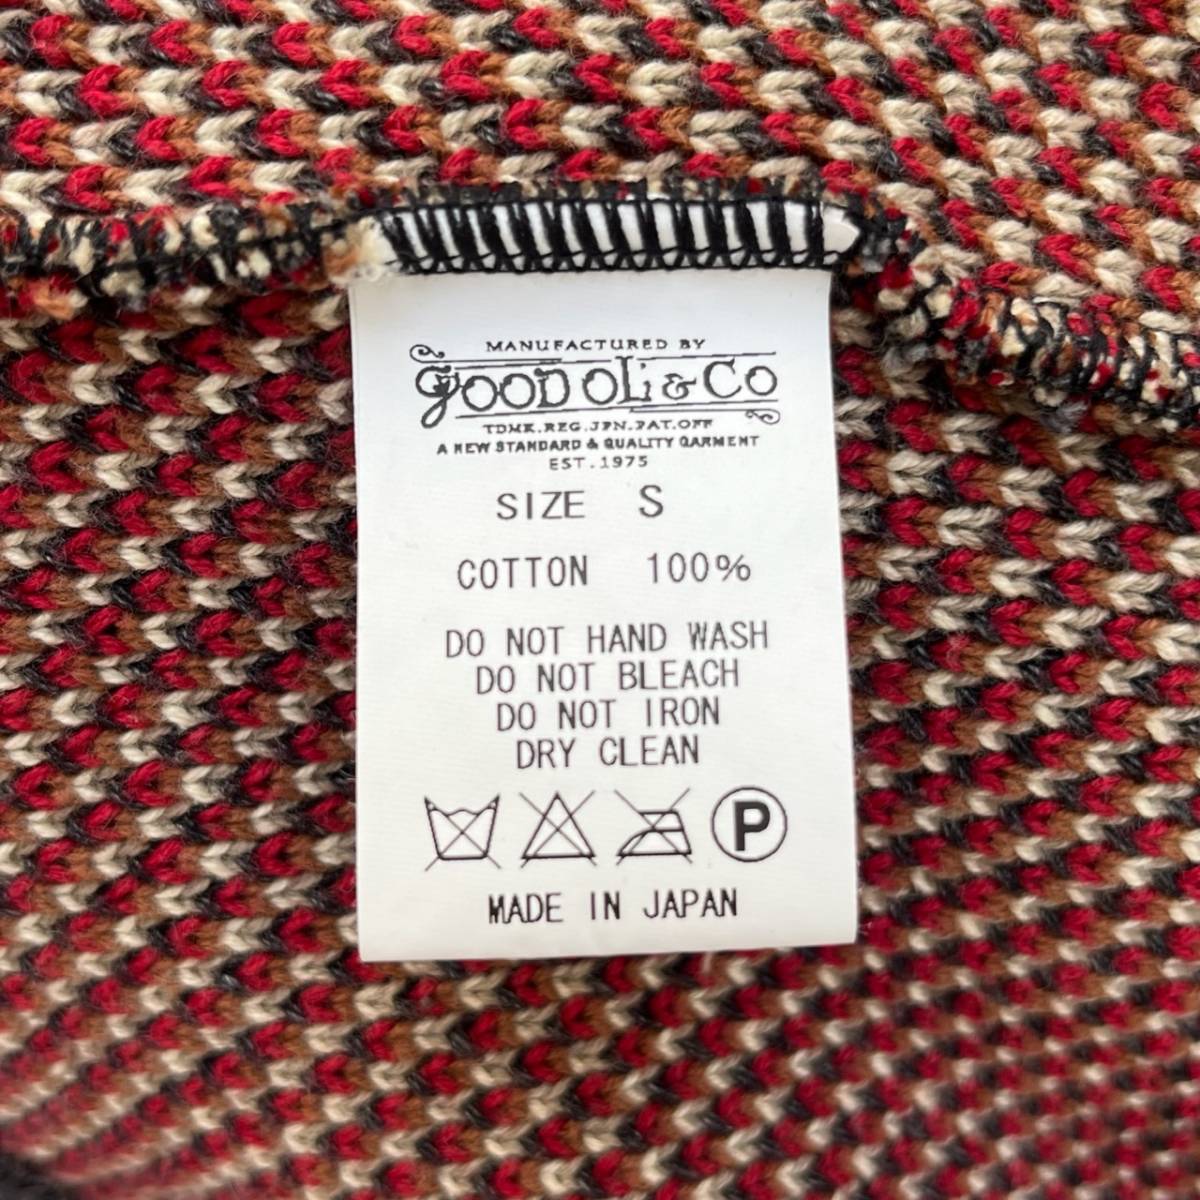 MANUFACTURED BY
GOOD OL' & CO
TDMK.REG.JPN.PAT.OFF
A NEW STANDARD & QUALITY GARMENT
EST.1975
SIZE S
COTTON 100%
DO NOT HAND WASH
DO NOT BLEACH
DO NOT IRON
DRY CLEAN
P
MADE IN JAPAN